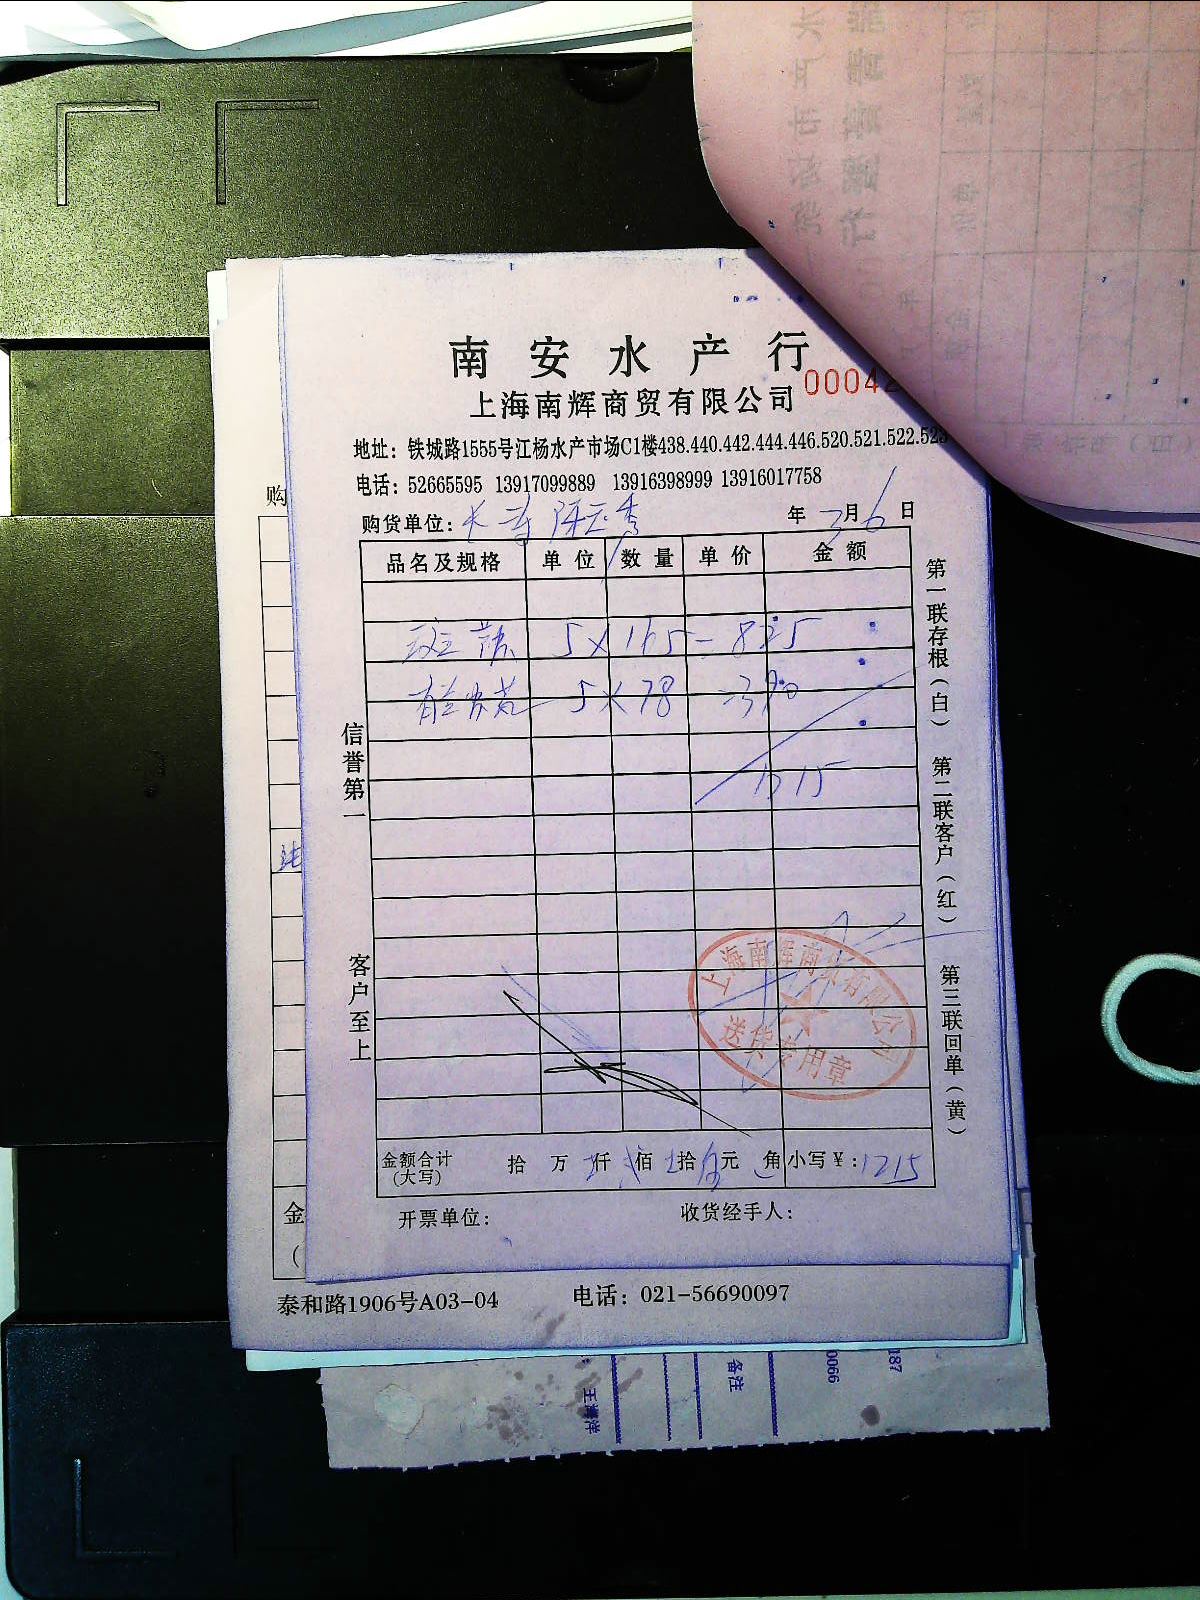 南安水产行
上海南辉商贸有限公司
00042
地址：铁城路1555号江杨水产市场C1楼438.440.442.444.446.520.521.522.523
电话：52665595 13917099889 13916398999 13916017758
购货单位：
年 3月6日
品名及规格 单位 数量 单价 金额
5×165=825
5×78=390
1215
信誉第一
客户至上
第一联存根（白）
第二联客户（红）
第三联回单（黄）
上海南辉商贸有限公司
送货专用章
金额合计（大写） 拾 万 仟 佰 拾 元 角 小写￥：1215
开票单位： 收货经手人：
购
金
（
泰和路1906号A03-04 电话：021-56690097
备注
0066
187